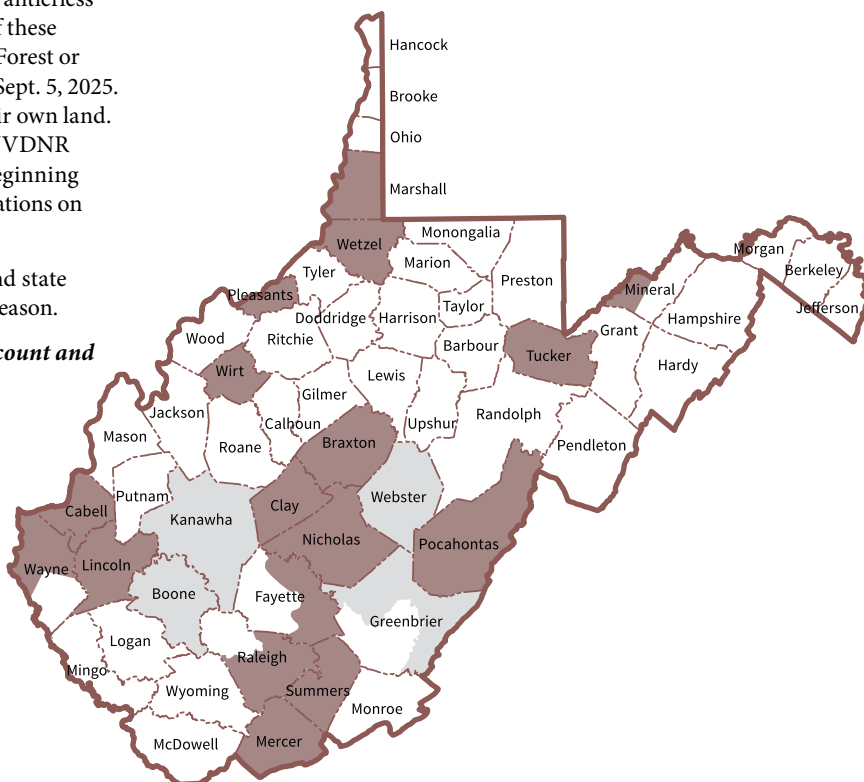 antlerless
f these
Forest or
Sept. 5, 2025.
ir own land.
VDNR
eginning
ations on
nd state
eason.
count and
Hancock
Brooke
Ohio
Marshall
Wetzel
Monongalia
Marion
Tyler
Preston
Morgan
Berkeley
Jefferson
Mineral
Hampshire
Grant
Hardy
Pleasants
Doddridge
Harrison
Taylor
Barbour
Tucker
Wood
Ritchie
Wirt
Lewis
Gilmer
Calhoun
Upshur
Randolph
Pendleton
Jackson
Mason
Roane
Braxton
Putnam
Cabell
Kanawha
Clay
Webster
Nicholas
Pocahontas
Wayne
Lincoln
Boone
Fayette
Greenbrier
Logan
Mingo
Raleigh
Wyoming
Summers
Monroe
McDowell
Mercer